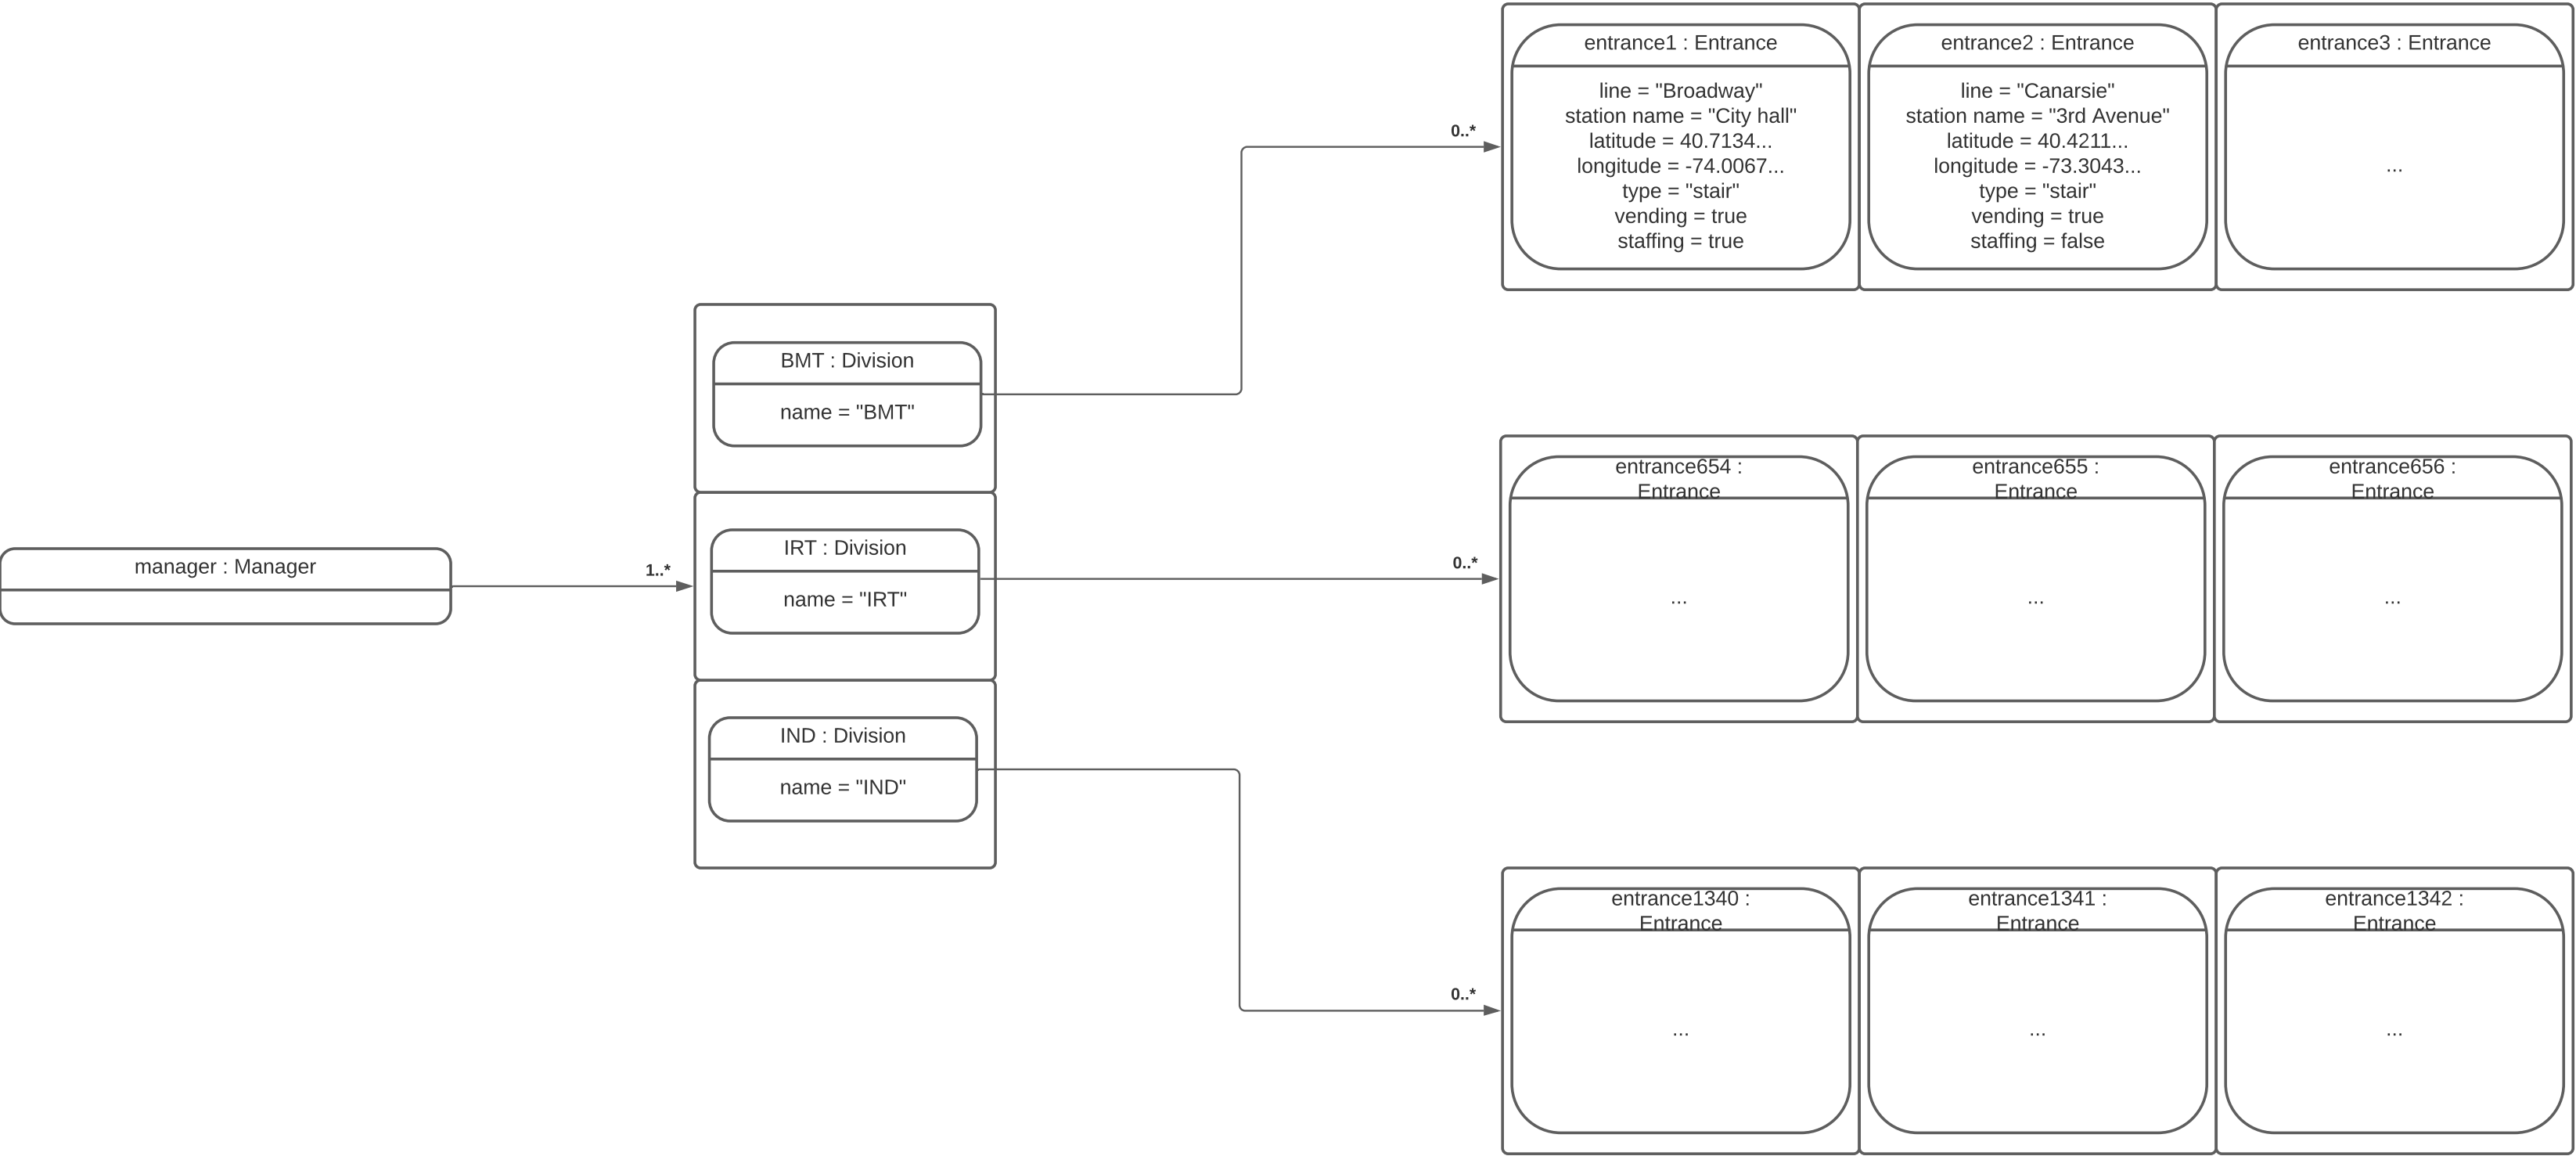 entrance1 : Entrance
line = "Broadway"
station name = "City hall"
latitude = 40.7134...
longitude = -74.0067...
type = "stair"
vending = true
staffing = true
entrance2 : Entrance
line = "Canarsie"
station name = "3rd Avenue"
latitude = 40.4211...
longitude = -73.3043...
type = "stair"
vending = true
staffing = false
entrance3 : Entrance
...
0..*
BMT : Division
name = "BMT"
entrance654 :
Entrance
...
entrance655 :
Entrance
...
entrance656 :
Entrance
...
manager : Manager
1..*
IRT : Division
name = "IRT"
0..*
IND : Division
name = "IND"
0..*
entrance1340 :
Entrance
...
entrance1341 :
Entrance
...
entrance1342 :
Entrance
...